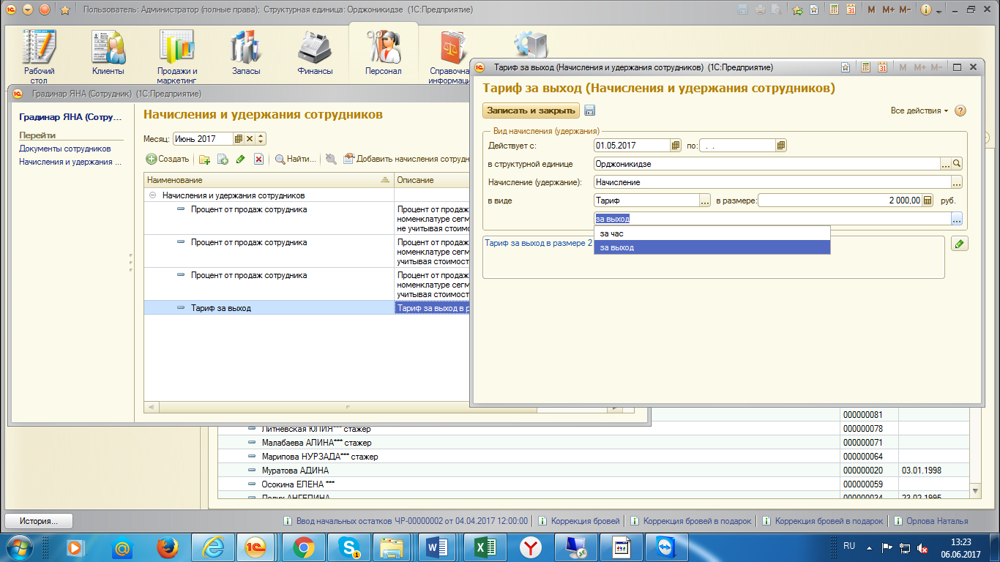 Пользователь: Администратор (полные права); Структурная единица: Орджоникидзе (1С:Предприятие)
M M+ M-
Рабочий стол
Клиенты
Продажи и маркетинг
Запасы
Финансы
Персонал
Справочна
информаци
Градинар ЯНА (Сотрудник) (1С:Предприятие)
Градинар ЯНА (Сотру...
Перейти
Документы сотрудников
Начисления и удержания ...
Начисления и удержания сотрудников
Месяц: Июнь 2017
Создать
Найти...
Добавить начисления сотрудн
Наименование
Описание
Начисления и удержания сотрудников
Процент от продаж сотрудника
Процент от продаж
номенклатуре сегм
не учитывая стоимо
Процент от продаж сотрудника
Процент от продаж
номенклатуре сегм
учитывая стоимост
Процент от продаж сотрудника
Процент от продаж
номенклатуре сегм
учитывая стоимост
Тариф за выход
Тариф за выход в р
Тариф за выход (Начисления и удержания сотрудников) (1С:Предприятие)
M M+ M-
Тариф за выход (Начисления и удержания сотрудников)
Записать и закрыть
Все действия
Вид начисления (удержания)
Действует с: 01.05.2017 по: . .
в структурной единице Орджоникидзе
Начисление (удержание): Начисление
в виде Тариф в размере: 2 000,00 руб.
за выход
за час
за выход
Тариф за выход в размере 2
000000081
Литневская ЮЛИЯ*** стажер 000000078
Малабаева АЛИНА*** стажер 000000071
Марипова НУРЗАДА*** стажер 000000064
Муратова АДИНА 000000020 03.01.1998
Осокина ЕЛЕНА *** 000000059
000000034 23.02.1995
История...
Ввод начальных остатков ЧР-00000002 от 04.04.2017 12:00:00
Коррекция бровей
Коррекция бровей в подарок
Коррекция бровей в подарок
Орлова Наталья
RU
13:23
06.06.2017